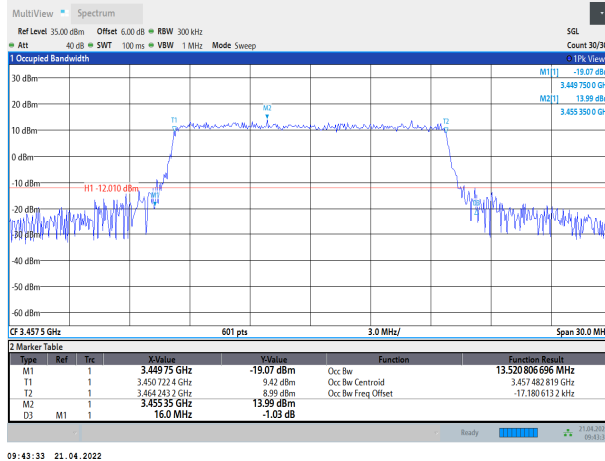 MultiView Spectrum
Ref Level 35.00 dBm Offset 6.00 dB RBW 300 kHz SGL
Att 40 dB SWT 100 ms VBW 1 MHz Mode Sweep Count 30/30
1 Occupied Bandwidth 1Pk View
M1[1] -19.07 dBm
3.449 750 0 GH
M2[1] 13.99 dBm
3.455 350 0 GH
30 dBm
20 dBm
T1 M2 T2
10 dBm
0 dBm
-10 dBm
H1 -12.010 dBm
M1
-20 dBm
-30 dBm
-40 dBm
-50 dBm
-60 dBm
CF 3.457 5 GHz 601 pts 3.0 MHz/ Span 30.0 MH
2 Marker Table
Type Ref Trc X-Value Y-Value Function Function Result
M1 1 3.449 75 GHz -19.07 dBm Occ Bw 13.520 806 696 MHz
T1 1 3.450 722 4 GHz 9.42 dBm Occ Bw Centroid 3.457 482 819 GHz
T2 1 3.464 243 2 GHz 8.99 dBm Occ Bw Freq Offset -17.180 613 2 kHz
M2 1 3.455 35 GHz 13.99 dBm
D3 M1 1 16.0 MHz -1.03 dB
Ready 21.04.202
09:43:3
09:43:33 21.04.2022